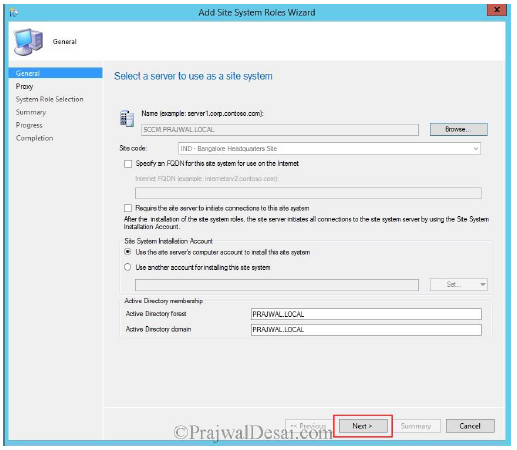 Add Site System Roles Wizard
X
General
General
Proxy
System Role Selection
Summary
Progress
Completion
Select a server to use as a site system
Name (example: server1.corp.contoso.com):
SCCM.PRAJWAL.LOCAL
Browse...
Site code:
IND - Bangalore Headquarters Site
Specify an FQDN for this site system for use on the Internet
Internet FQDN (example: internetsrv2.contoso.com):
Require the site server to initiate connections to this site system
After the installation of the site system roles, the site server initiates all connections to the site system server by using the Site System
Installation Account.
Site System Installation Account
Use the site server's computer account to install this site system
Use another account for installing this site system
Set...
Active Directory membership
Active Directory forest
PRAJWAL.LOCAL
Active Directory domain
PRAJWAL.LOCAL
<< Previous
Next >
Summary
Cancel
©PrajwalDesai.com